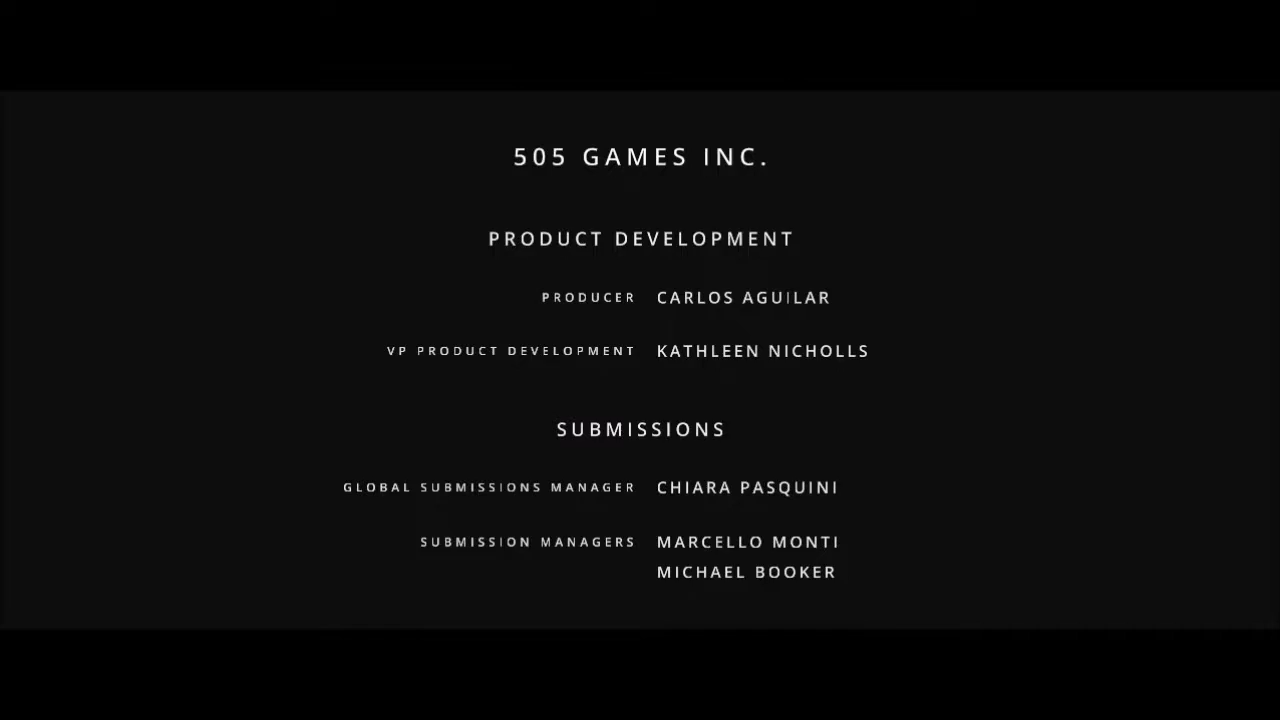 505 GAMES INC.
PRODUCT DEVELOPMENT
PRODUCER CARLOS AGUILAR
VP PRODUCT DEVELOPMENT KATHLEEN NICHOLLS
SUBMISSIONS
GLOBAL SUBMISSIONS MANAGER CHIARA PASQUINI
SUBMISSION MANAGERS MARCELLO MONTI
MICHAEL BOOKER